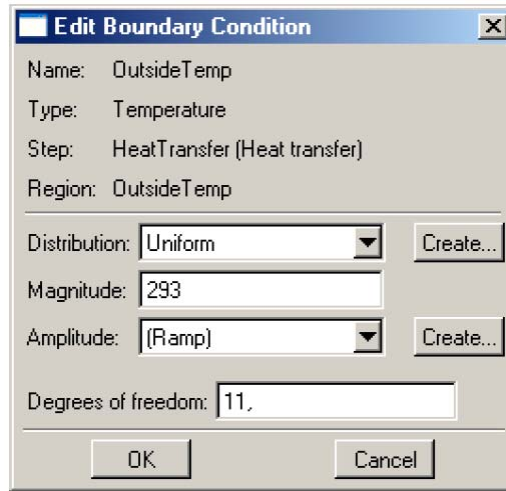 Edit Boundary Condition
Name: OutsideTemp
Type: Temperature
Step: HeatTransfer (Heat transfer)
Region: OutsideTemp
Distribution: Uniform Create...
Magnitude: 293
Amplitude: (Ramp) Create...
Degrees of freedom: 11,
OK Cancel